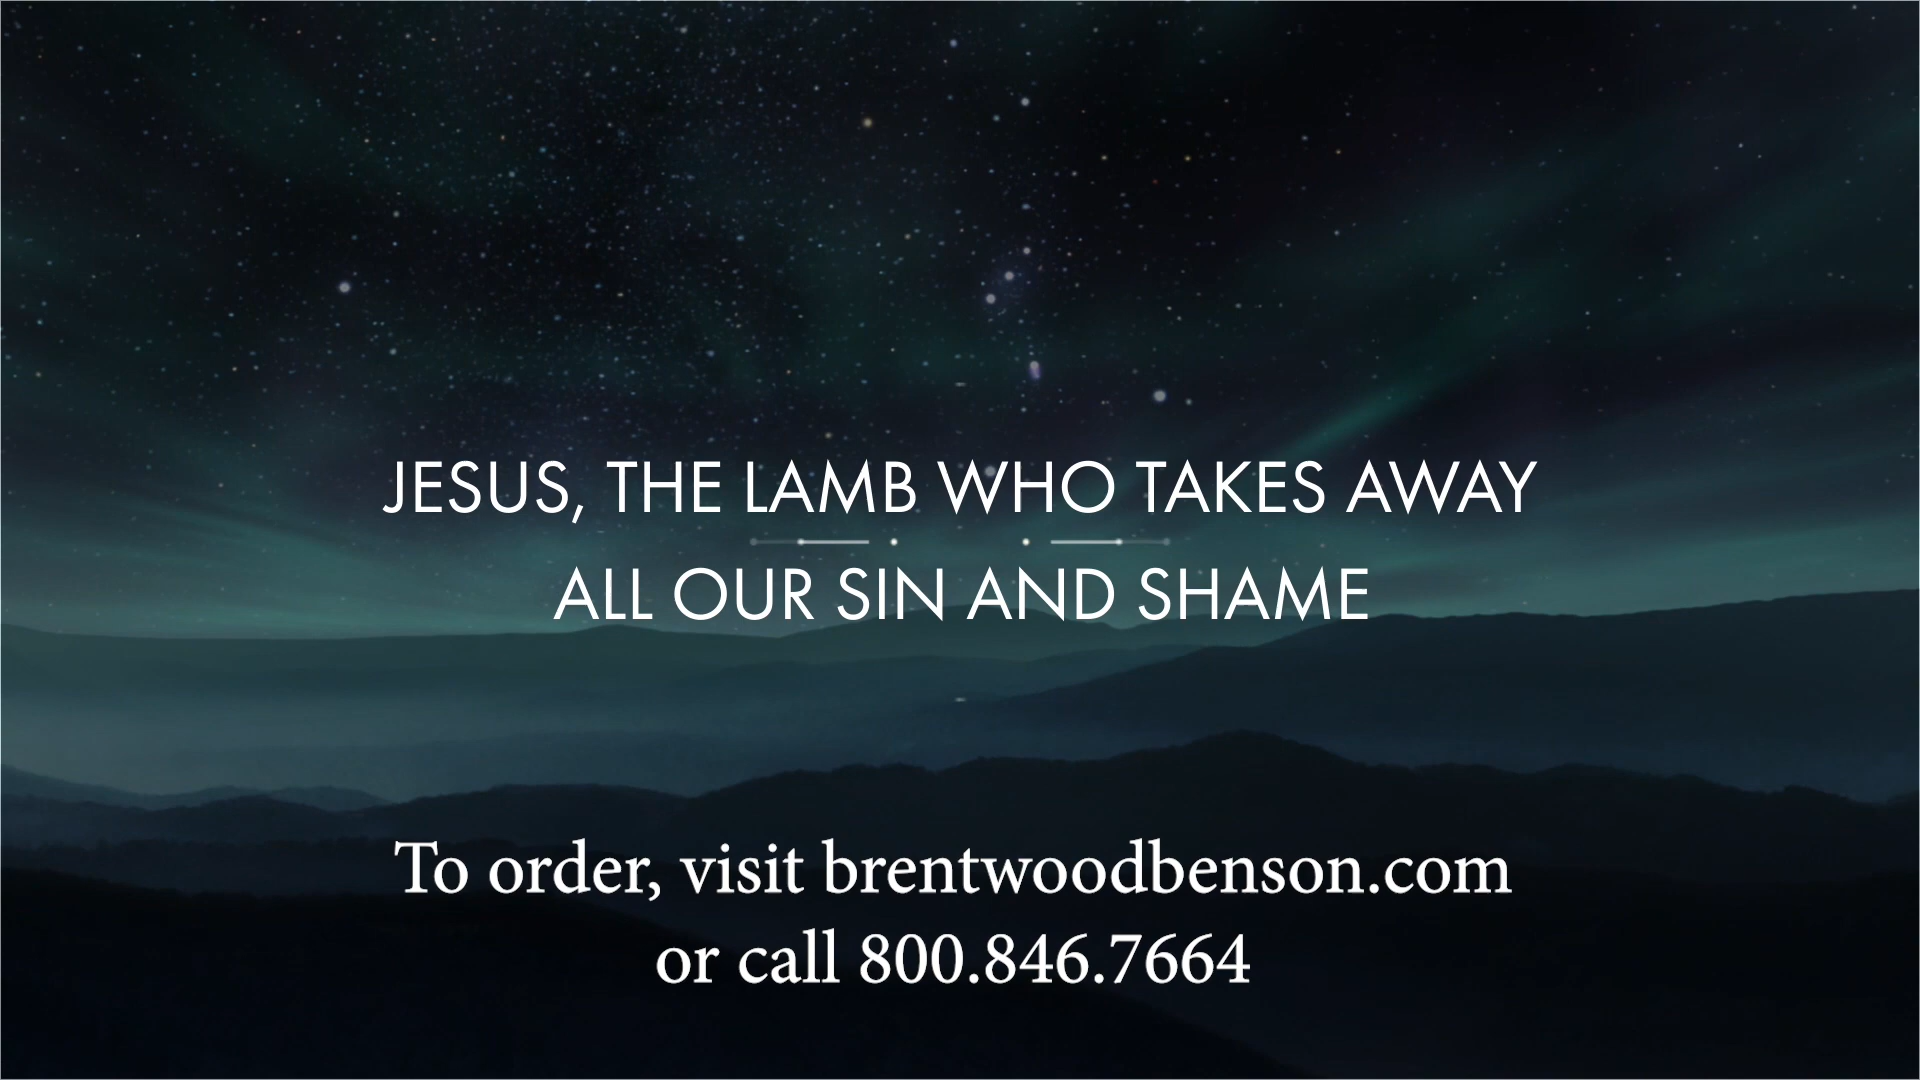 JESUS, THE LAMB WHO TAKES AWAY
ALL OUR SIN AND SHAME
To order, visit brentwoodbenson.com
or call 800.846.7664